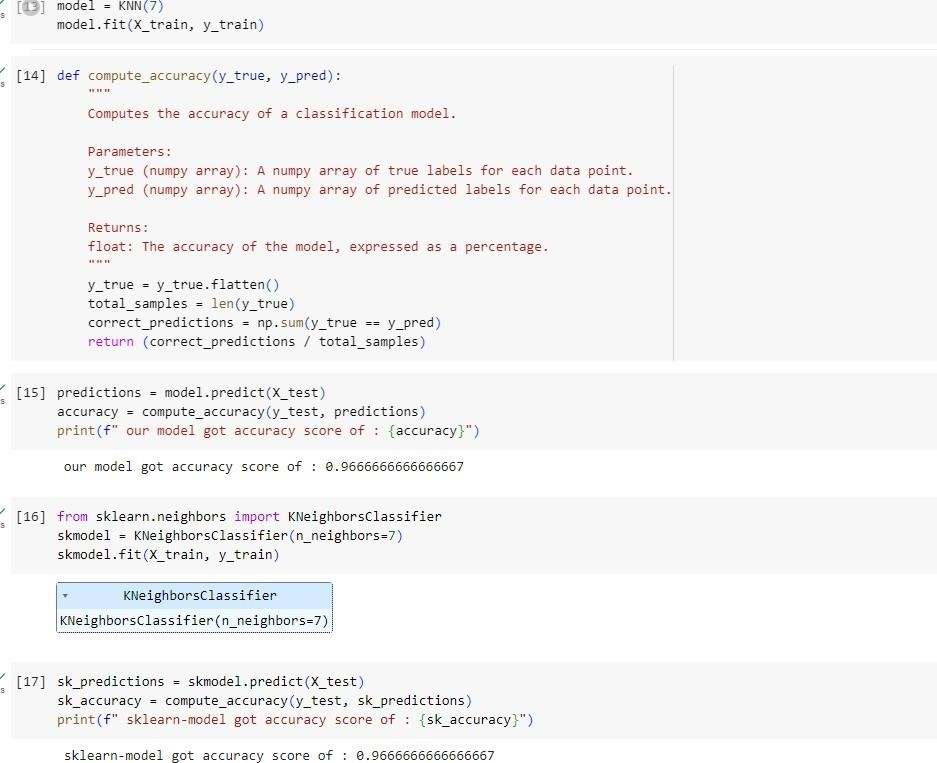 [13] model = KNN(7)
model.fit(X_train, y_train)
[14] def compute_accuracy(y_true, y_pred):
"""
Computes the accuracy of a classification model.
Parameters:
y_true (numpy array): A numpy array of true labels for each data point.
y_pred (numpy array): A numpy array of predicted labels for each data point.
Returns:
float: The accuracy of the model, expressed as a percentage.
"""
y_true = y_true.flatten()
total_samples = len(y_true)
correct_predictions = np.sum(y_true == y_pred)
return (correct_predictions / total_samples)
[15] predictions = model.predict(X_test)
accuracy = compute_accuracy(y_test, predictions)
print(f" our model got accuracy score of : {accuracy}")
our model got accuracy score of : 0.9666666666666667
[16] from sklearn.neighbors import KNeighborsClassifier
skmodel = KNeighborsClassifier(n_neighbors=7)
skmodel.fit(X_train, y_train)
KNeighborsClassifier
KNeighborsClassifier(n_neighbors=7)
[17] sk_predictions = skmodel.predict(X_test)
sk_accuracy = compute_accuracy(y_test, sk_predictions)
print(f" sklearn-model got accuracy score of : {sk_accuracy}")
sklearn-model got accuracy score of : 0.9666666666666667